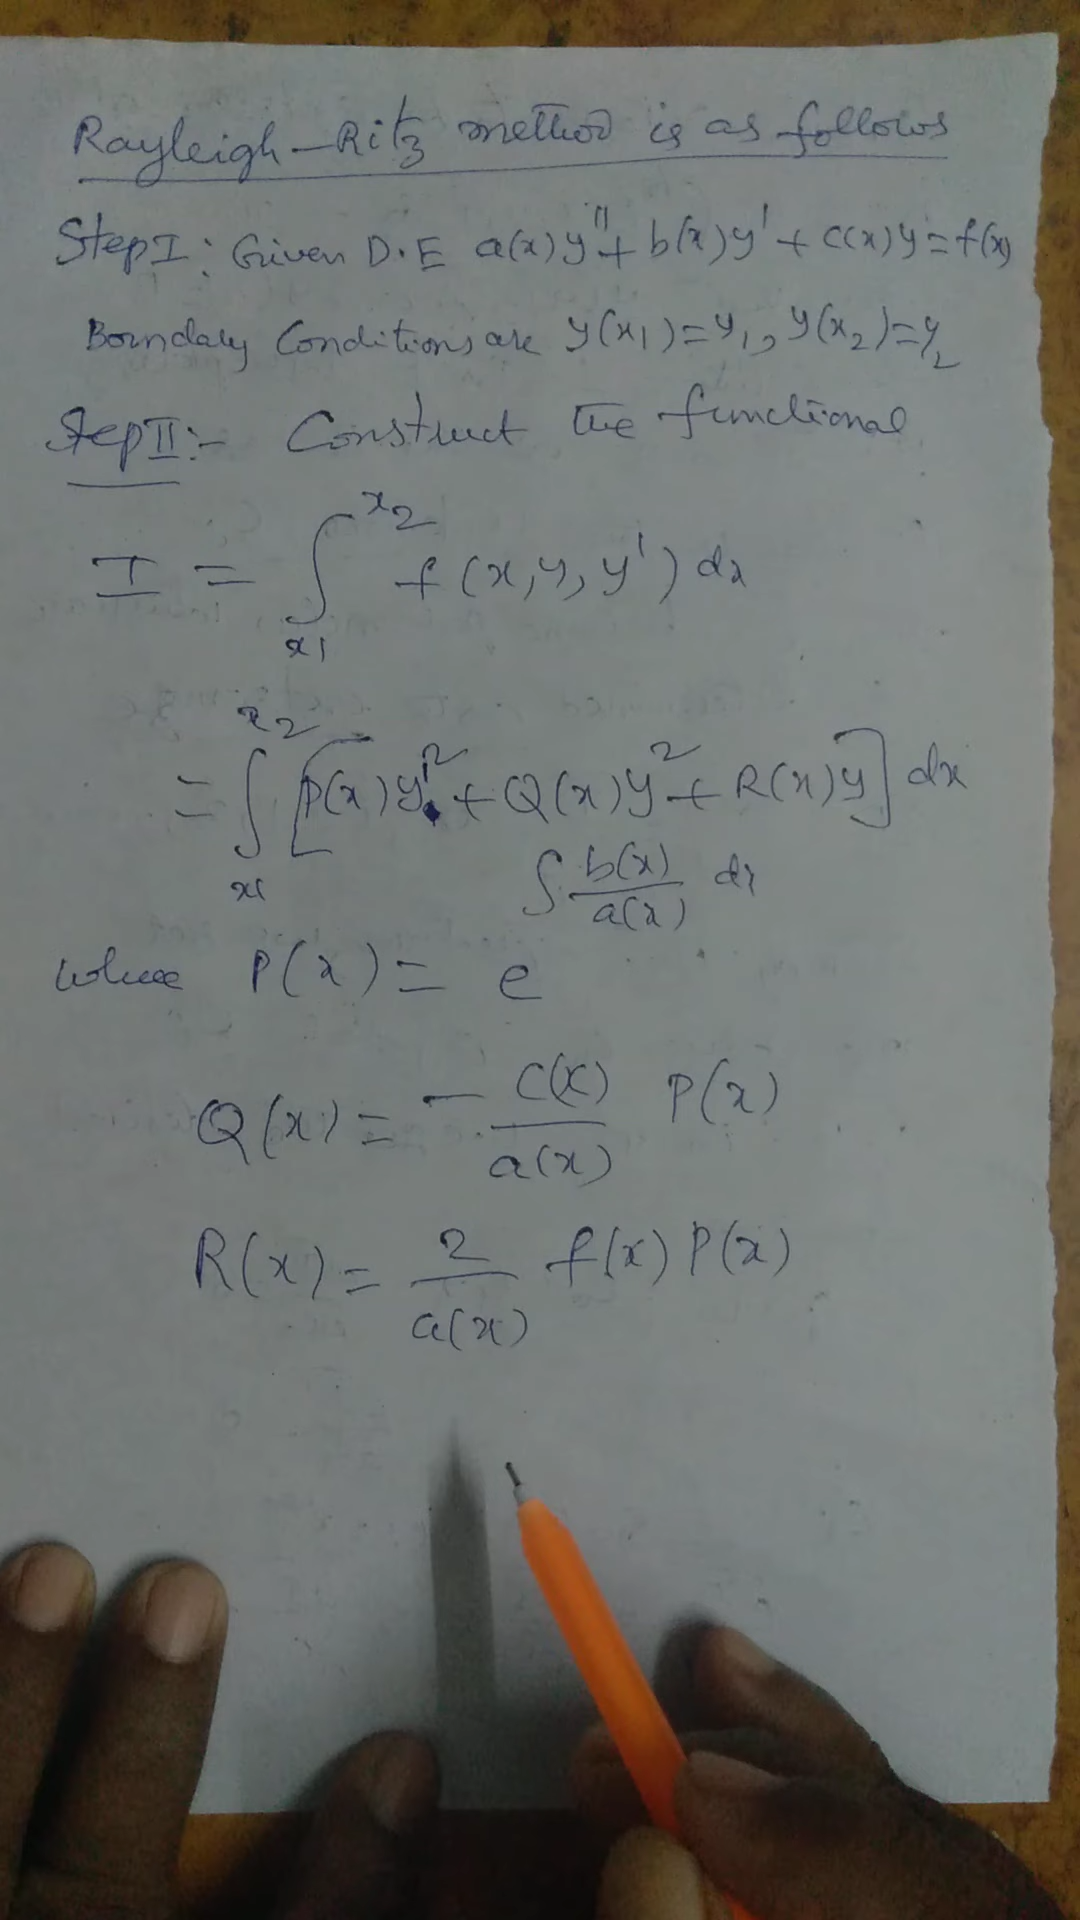 Rayleigh-Ritz method is as follows
Step I: Given D.E a(x)y''+ b(x)y' + c(x)y=f(x)
Boundary Conditions are y(x1)=y1, y(x2)=y2
Step II:- Construct the functional
I = ∫_{x1}^{x2} f(x,y,y') dx
= ∫_{x1}^{x2} [P(x)y'^2 + Q(x)y^2 + R(x)y] dx
where P(x) = e^{∫ b(x)/a(x) dx}
Q(x) = - c(x)/a(x) P(x)
R(x) = 2/a(x) f(x) P(x)